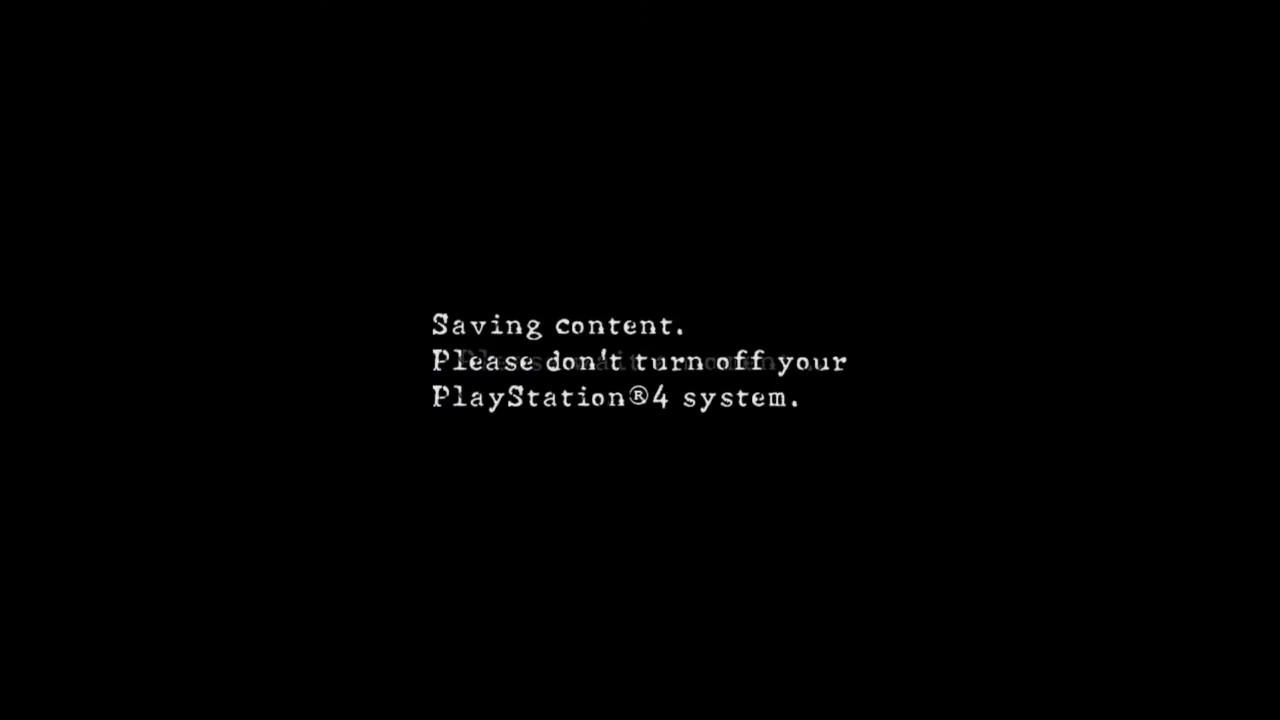 Saving content.
Please don't turn off your
PlayStation®4 system.